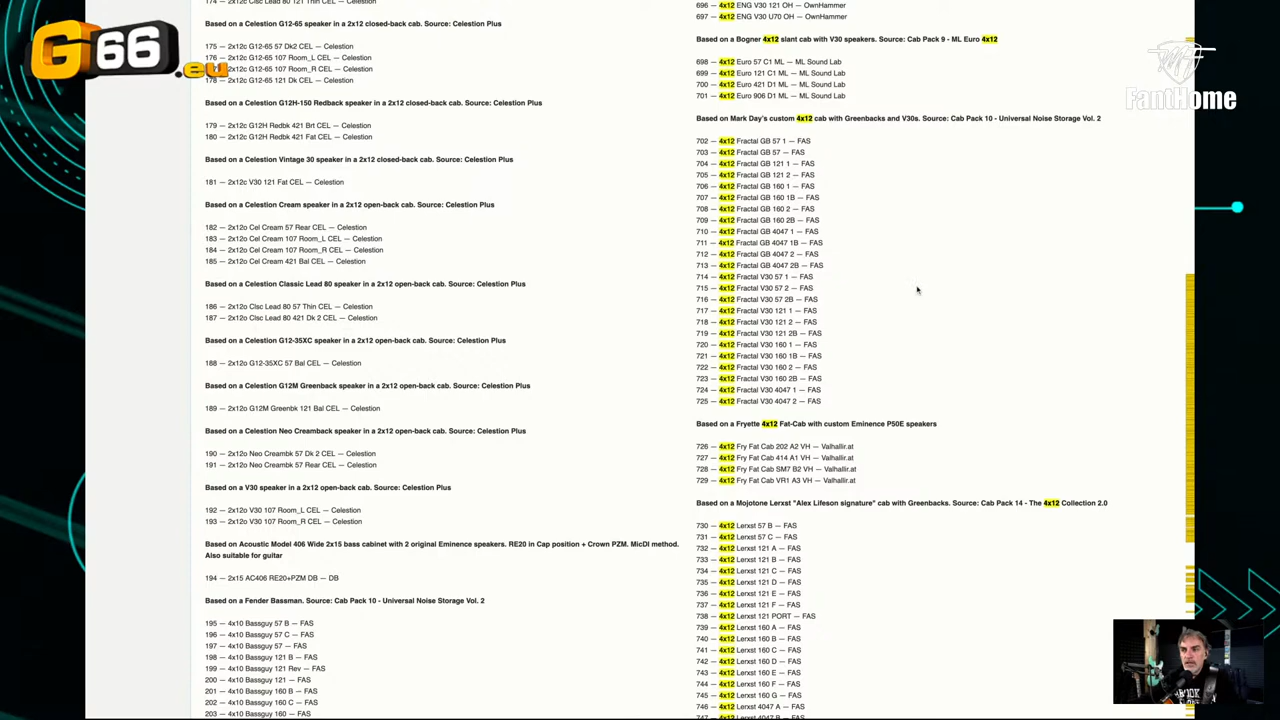 G66
.eu
FantHome
174 — 2x12c Clsc Lead 80 121 Thin CEL — Celestion
Based on a Celestion G12-65 speaker in a 2x12 closed-back cab. Source: Celestion Plus
175 — 2x12c G12-65 57 Dk2 CEL — Celestion
176 — 2x12c G12-65 107 Room_L CEL — Celestion
2x12c G12-65 107 Room_R CEL — Celestion
178 — 2x12c G12-65 121 Dk CEL — Celestion
Based on a Celestion G12H-150 Redback speaker in a 2x12 closed-back cab. Source: Celestion Plus
179 — 2x12c G12H Redbk 421 Brt CEL — Celestion
180 — 2x12c G12H Redbk 421 Fat CEL — Celestion
Based on a Celestion Vintage 30 speaker in a 2x12 closed-back cab. Source: Celestion Plus
181 — 2x12c V30 121 Fat CEL — Celestion
Based on a Celestion Cream speaker in a 2x12 open-back cab. Source: Celestion Plus
182 — 2x12o Cel Cream 57 Rear CEL — Celestion
183 — 2x12o Cel Cream 107 Room_L CEL — Celestion
184 — 2x12o Cel Cream 107 Room_R CEL — Celestion
185 — 2x12o Cel Cream 421 Bal CEL — Celestion
Based on a Celestion Classic Lead 80 speaker in a 2x12 open-back cab. Source: Celestion Plus
186 — 2x12o Clsc Lead 80 57 Thin CEL — Celestion
187 — 2x12o Clsc Lead 80 421 Dk 2 CEL — Celestion
Based on a Celestion G12-35XC speaker in a 2x12 open-back cab. Source: Celestion Plus
188 — 2x12o G12-35XC 57 Bal CEL — Celestion
Based on a Celestion G12M Greenback speaker in a 2x12 open-back cab. Source: Celestion Plus
189 — 2x12o G12M Greenbk 121 Bal CEL — Celestion
Based on a Celestion Neo Creamback speaker in a 2x12 open-back cab. Source: Celestion Plus
190 — 2x12o Neo Creambk 57 Dk 2 CEL — Celestion
191 — 2x12o Neo Creambk 57 Rear CEL — Celestion
Based on a V30 speaker in a 2x12 open-back cab. Source: Celestion Plus
192 — 2x12o V30 107 Room_L CEL — Celestion
193 — 2x12o V30 107 Room_R CEL — Celestion
Based on Acoustic Model 406 Wide 2x15 bass cabinet with 2 original Eminence speakers. RE20 in Cap position + Crown PZM. MicDI method.
Also suitable for guitar
194 — 2x15 AC406 RE20+PZM DB — DB
Based on a Fender Bassman. Source: Cab Pack 10 - Universal Noise Storage Vol. 2
195 — 4x10 Bassguy 57 B — FAS
196 — 4x10 Bassguy 57 C — FAS
197 — 4x10 Bassguy 57 — FAS
198 — 4x10 Bassguy 121 B — FAS
199 — 4x10 Bassguy 121 Rev — FAS
200 — 4x10 Bassguy 121 — FAS
201 — 4x10 Bassguy 160 B — FAS
202 — 4x10 Bassguy 160 C — FAS
203 — 4x10 Bassguy 160 — FAS
696 — 4x12 ENG V30 121 OH — OwnHammer
697 — 4x12 ENG V30 U70 OH — OwnHammer
Based on a Bogner 4x12 slant cab with V30 speakers. Source: Cab Pack 9 - ML Euro 4x12
698 — 4x12 Euro 57 C1 ML — ML Sound Lab
699 — 4x12 Euro 121 C1 ML — ML Sound Lab
700 — 4x12 Euro 421 D1 ML — ML Sound Lab
701 — 4x12 Euro 906 D1 ML — ML Sound Lab
Based on Mark Day's custom 4x12 cab with Greenbacks and V30s. Source: Cab Pack 10 - Universal Noise Storage Vol. 2
702 — 4x12 Fractal GB 57 1 — FAS
703 — 4x12 Fractal GB 57 — FAS
704 — 4x12 Fractal GB 121 1 — FAS
705 — 4x12 Fractal GB 121 2 — FAS
706 — 4x12 Fractal GB 160 1 — FAS
707 — 4x12 Fractal GB 160 1B — FAS
708 — 4x12 Fractal GB 160 2 — FAS
709 — 4x12 Fractal GB 160 2B — FAS
710 — 4x12 Fractal GB 4047 1 — FAS
711 — 4x12 Fractal GB 4047 1B — FAS
712 — 4x12 Fractal GB 4047 2 — FAS
713 — 4x12 Fractal GB 4047 2B — FAS
714 — 4x12 Fractal V30 57 1 — FAS
715 — 4x12 Fractal V30 57 2 — FAS
716 — 4x12 Fractal V30 57 2B — FAS
717 — 4x12 Fractal V30 121 1 — FAS
718 — 4x12 Fractal V30 121 2 — FAS
719 — 4x12 Fractal V30 121 2B — FAS
720 — 4x12 Fractal V30 160 1 — FAS
721 — 4x12 Fractal V30 160 1B — FAS
722 — 4x12 Fractal V30 160 2 — FAS
723 — 4x12 Fractal V30 160 2B — FAS
724 — 4x12 Fractal V30 4047 1 — FAS
725 — 4x12 Fractal V30 4047 2 — FAS
Based on a Fryette 4x12 Fat-Cab with custom Eminence P50E speakers
726 — 4x12 Fry Fat Cab 202 A2 VH — Valhallir.at
727 — 4x12 Fry Fat Cab 414 A1 VH — Valhallir.at
728 — 4x12 Fry Fat Cab SM7 B2 VH — Valhallir.at
729 — 4x12 Fry Fat Cab VR1 A3 VH — Valhallir.at
Based on a Mojotone Lerxst "Alex Lifeson signature" cab with Greenbacks. Source: Cab Pack 14 - The 4x12 Collection 2.0
730 — 4x12 Lerxst 57 B — FAS
731 — 4x12 Lerxst 57 C — FAS
732 — 4x12 Lerxst 121 A — FAS
733 — 4x12 Lerxst 121 B — FAS
734 — 4x12 Lerxst 121 C — FAS
735 — 4x12 Lerxst 121 D — FAS
736 — 4x12 Lerxst 121 E — FAS
737 — 4x12 Lerxst 121 F — FAS
738 — 4x12 Lerxst 121 PORT — FAS
739 — 4x12 Lerxst 160 A — FAS
740 — 4x12 Lerxst 160 B — FAS
741 — 4x12 Lerxst 160 C — FAS
742 — 4x12 Lerxst 160 D — FAS
743 — 4x12 Lerxst 160 E — FAS
744 — 4x12 Lerxst 160 F — FAS
745 — 4x12 Lerxst 160 G — FAS
746 — 4x12 Lerxst 4047 A — FAS
747 — 4x12 Lerxst 4047 B — FAS